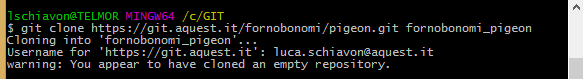 lschiavon@TELMOR MINGW64 /c/GIT
$ git clone https://git.aquest.it/fornobonomi/pigeon.git fornobonomi_pigeon
Cloning into 'fornobonomi_pigeon'...
Username for 'https://git.aquest.it': luca.schiavon@aquest.it
warning: You appear to have cloned an empty repository.